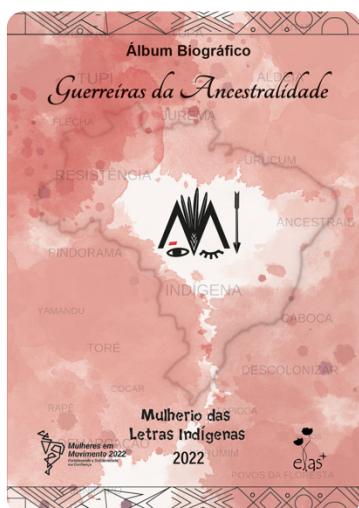 Álbum Biográfico
Guerreiras da Ancestralidade
TUPI
ALDEIA
FLECHA
JUREMA
URUCUM
RESISTÊNCIA
ANCESTRAIS
PINDORAMA
INDÍGENA
YAMANDU
CABOCA
TORÉ
DESCOLONIZAR
COCAR
RAPÉ
Mulherio das
Letras Indígenas
2022
DEMARCAÇÃO
Mulheres em
Movimento 2022
elas+
POVOS DA FLORESTA